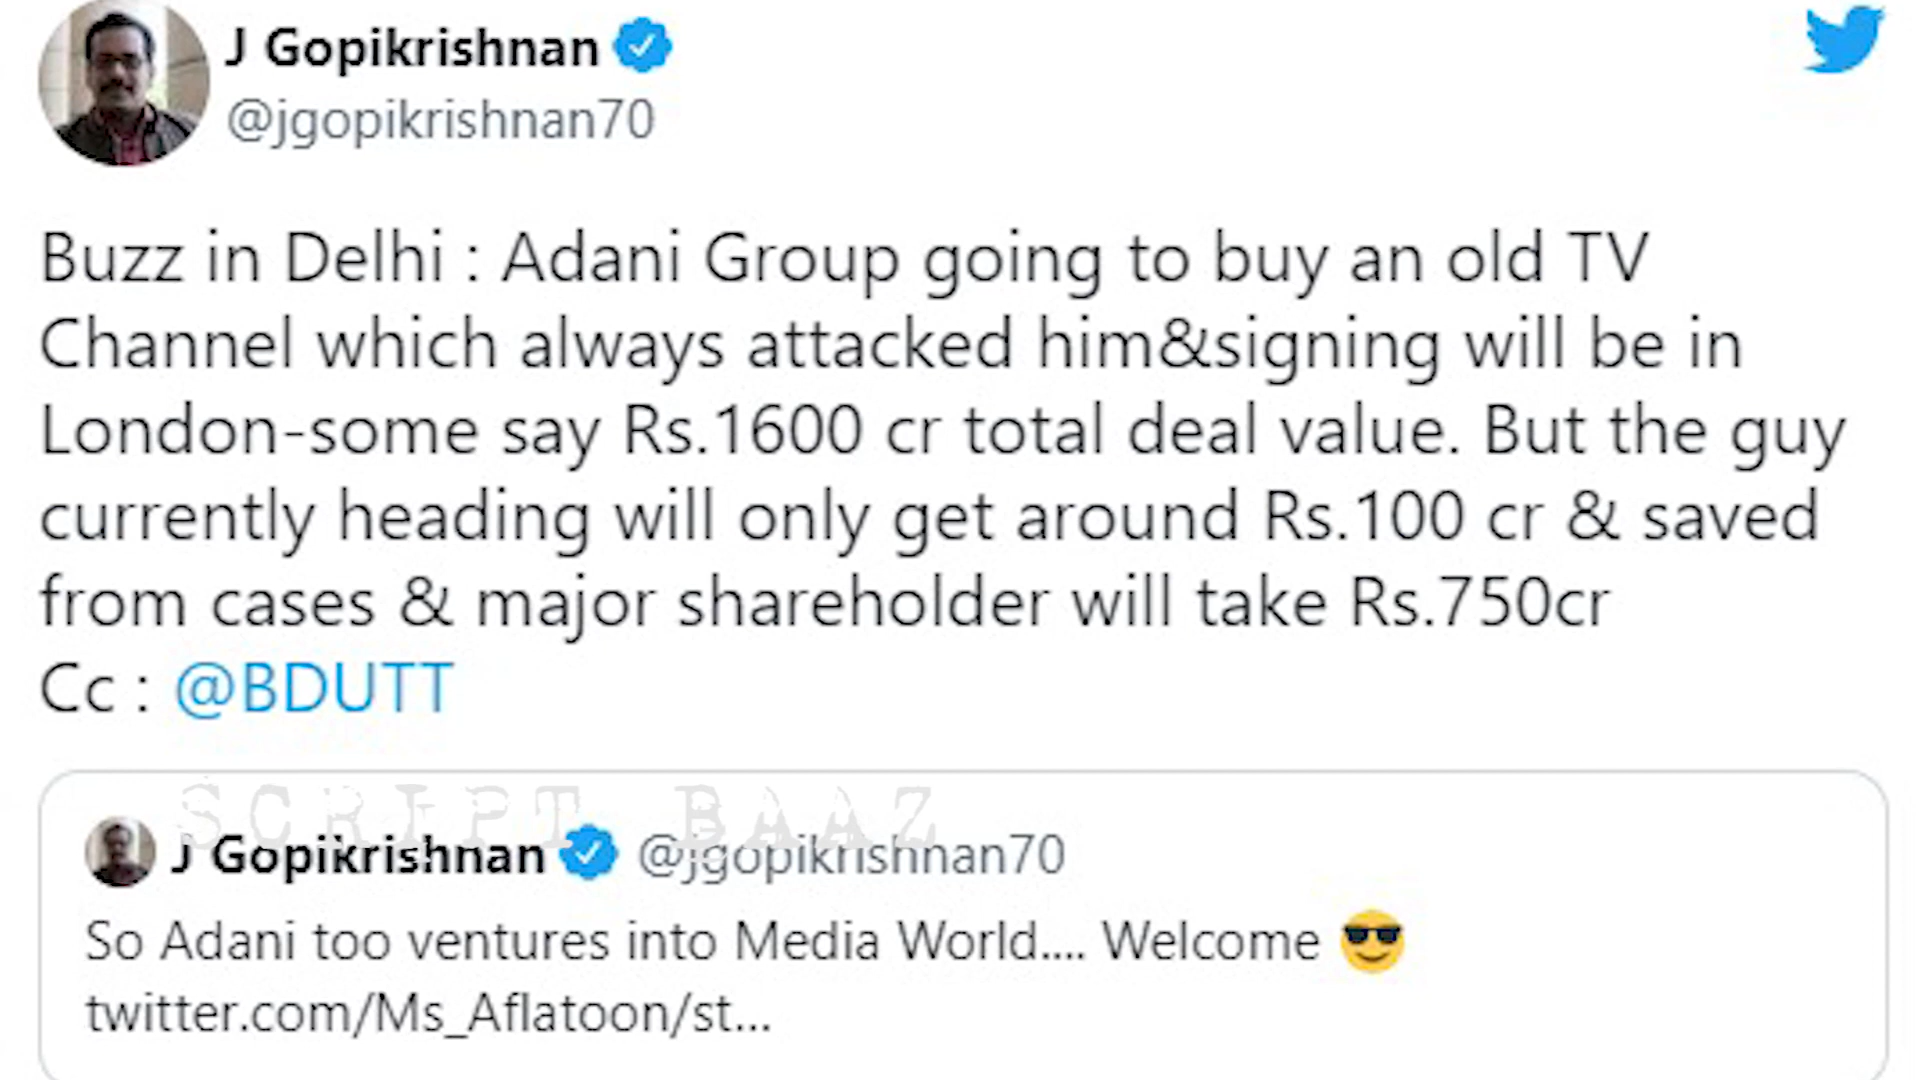 J Gopikrishnan
@jgopikrishnan70
Buzz in Delhi : Adani Group going to buy an old TV
Channel which always attacked him&signing will be in
London-some say Rs.1600 cr total deal value. But the guy
currently heading will only get around Rs.100 cr & saved
from cases & major shareholder will take Rs.750cr
Cc : @BDUTT
SCRIPT BAAZ
J Gopikrishnan @jgopikrishnan70
So Adani too ventures into Media World.... Welcome 😎
twitter.com/Ms_Aflatoon/st...